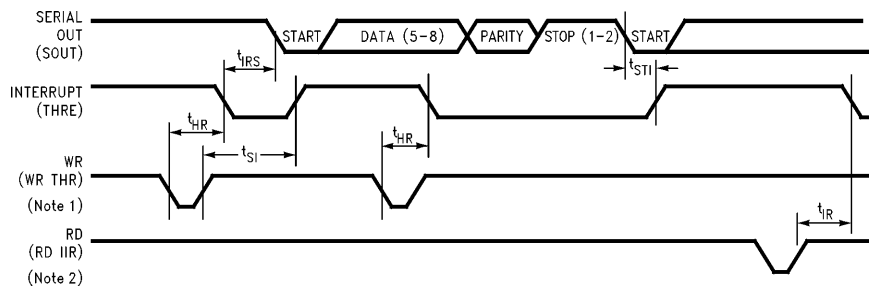 SERIAL
OUT
(SOUT)
START
DATA (5-8)
PARITY
STOP (1-2)
START
tIRS
tSTI
INTERRUPT
(THRE)
tHR
tSI
tHR
WR
(WR THR)
(Note 1)
RD
(RD IIR)
(Note 2)
tIR